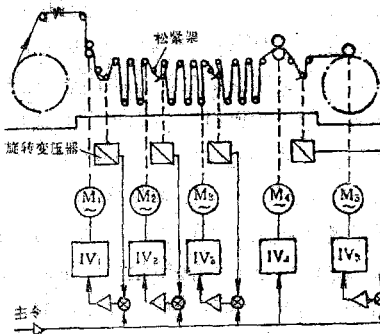 松紧架
旋转变压器
M₁ M₂ M₃ M₄ M₃
~ ~ ~ ~ ~
IV₁ IV₂ IV₃ IV₄ IV₅
主令